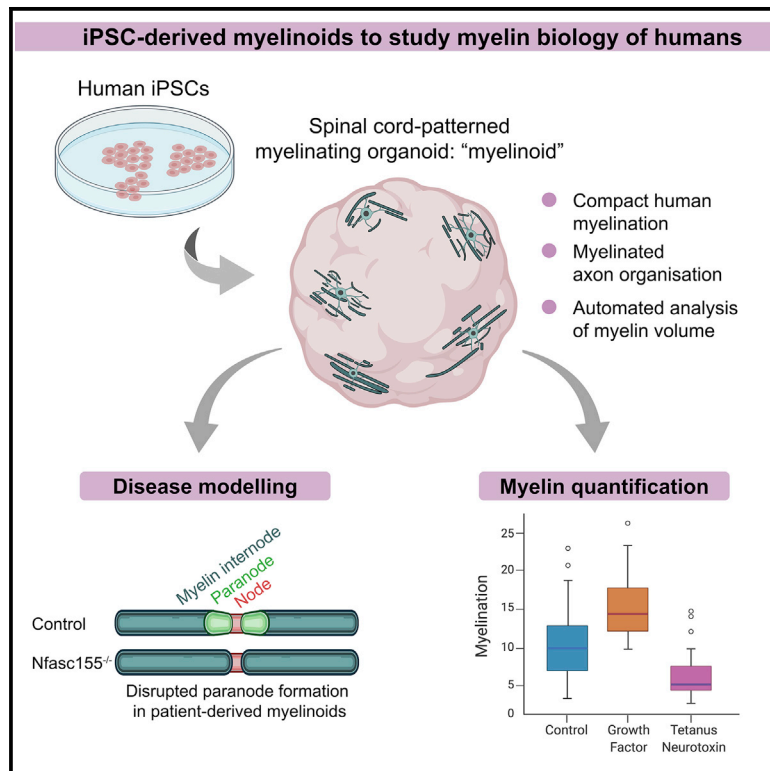 iPSC-derived myelinoids to study myelin biology of humans
Human iPSCs
Spinal cord-patterned
myelinating organoid: “myelinoid”
Compact human
myelination
Myelinated
axon organisation
Automated analysis
of myelin volume
Disease modelling
Myelin internode
Paranode
Node
Control
Nfasc155-/-
Disrupted paranode formation
in patient-derived myelinoids
Myelin quantification
Myelination
25
20
15
10
5
0
Control
Growth
Factor
Tetanus
Neurotoxin